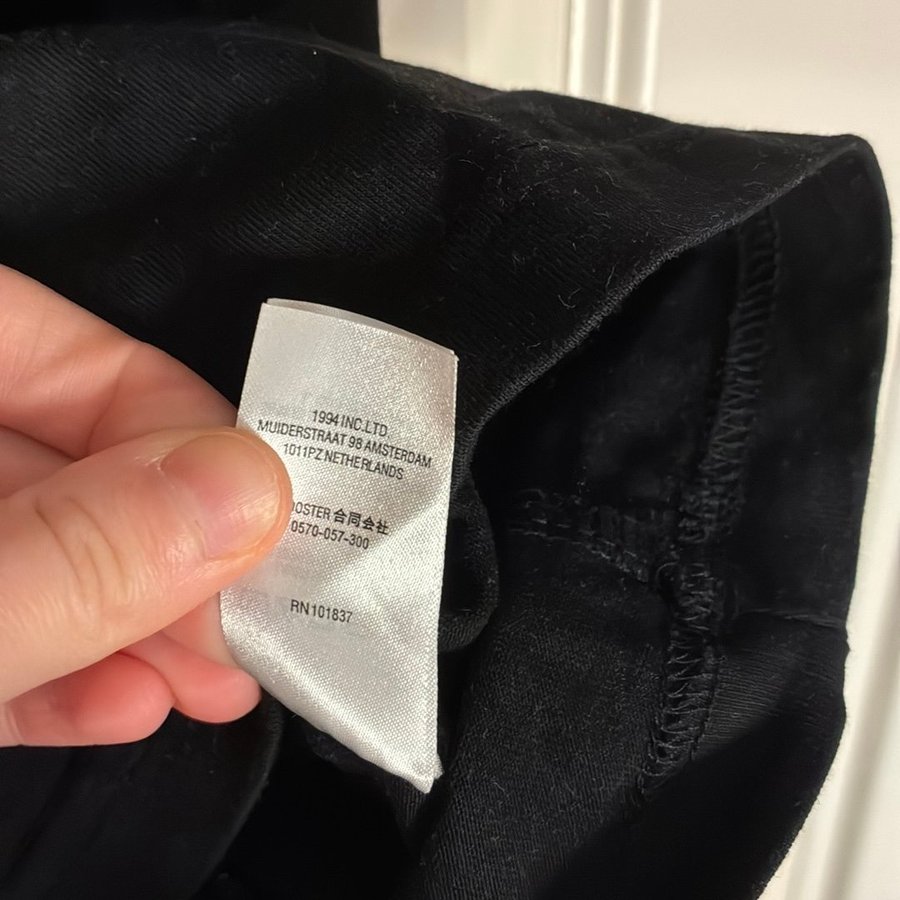 1994 INC.LTD
MUIDERSTRAAT 98 AMSTERDAM
1011PZ NETHERLANDS
合同会社
0570-057-300
RN101837